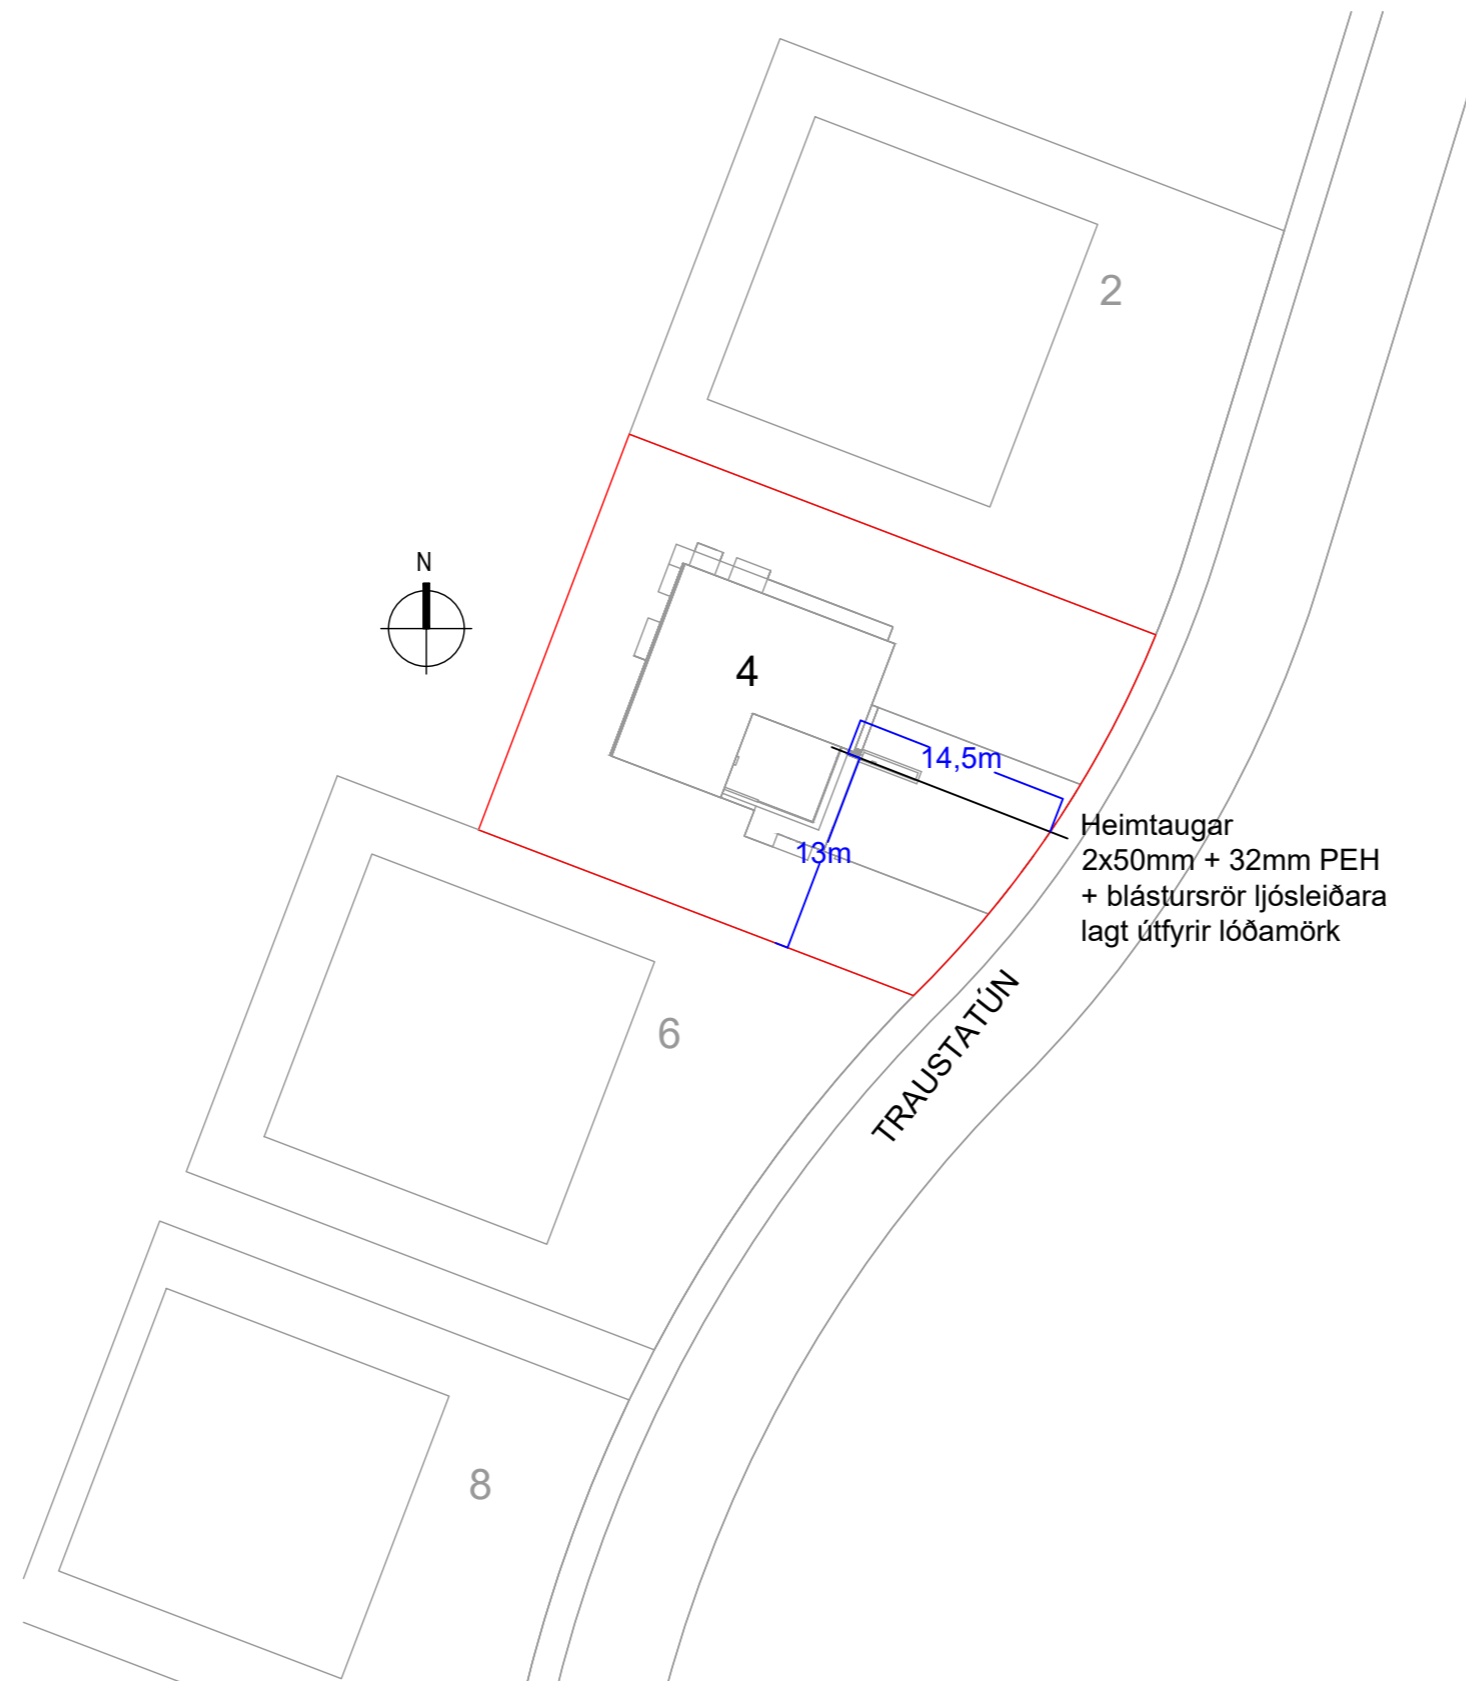 2
N
4
14,5m
Heimtaugar
2x50mm + 32mm PEH
+ blástursrör ljósleiðara
lagt útfyrir lóðamörk
13m
6
TRAUSTATÚN
8